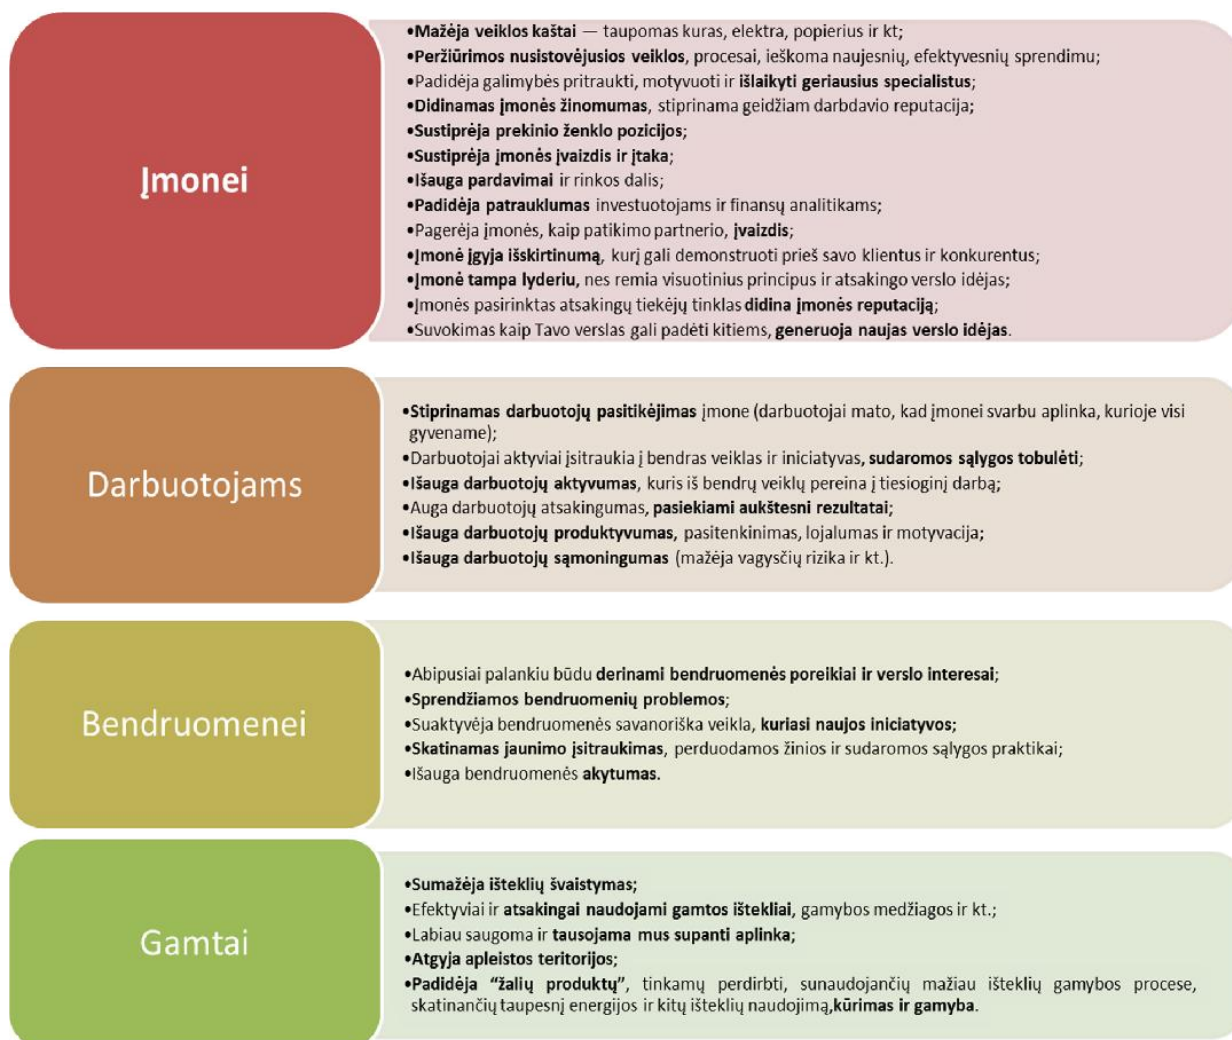 Įmonei
•Mažėja veiklos kaštai — taupomas kuras, elektra, popierius ir kt;
•Peržiūrimos nusistovėjusios veiklos, procesai, ieškoma naujesnių, efektyvesnių sprendimu;
•Padidėja galimybės pritraukti, motyvuoti ir išlaikyti geriausius specialistus;
•Didinamas įmonės žinomumas, stiprinama geidžiam darbdavio reputacija;
•Sustiprėja prekinio ženklo pozicijos;
•Sustiprėja įmonės įvaizdis ir įtaka;
•Išauga pardavimai ir rinkos dalis;
•Padidėja patrauklumas investuotojams ir finansų analitikams;
•Pagerėja įmonės, kaip patikimo partnerio, įvaizdis;
•Įmonė įgyja išskirtinumą, kurį gali demonstruoti prieš savo klientus ir konkurentus;
•Įmonė tampa lyderiu, nes remia visuotinius principus ir atsakingo verslo idėjas;
•Įmonės pasirinktas atsakingų tiekėjų tinklas didina įmonės reputaciją;
•Suvokimas kaip Tavo verslas gali padėti kitiems, generuoja naujas verslo idėjas.
Darbuotojams
•Stiprinamas darbuotojų pasitikėjimas įmone (darbuotojai mato, kad įmonei svarbu aplinka, kurioje visi
gyvename);
•Darbuotojai aktyviai įsitraukia į bendras veiklas ir iniciatyvas, sudaromos sąlygos tobulėti;
•Išauga darbuotojų aktyvumas, kuris iš bendrų veiklų pereina į tiesioginį darbą;
•Auga darbuotojų atsakingumas, pasiekiami aukštesni rezultatai;
•Išauga darbuotojų produktyvumas, pasitenkinimas, lojalumas ir motyvacija;
•Išauga darbuotojų sąmoningumas (mažėja vagysčių rizika ir kt.).
Bendruomenei
•Abipusiai palankiu būdu derinami bendruomenės poreikiai ir verslo interesai;
•Sprendžiamos bendruomenių problemos;
•Suaktyvėja bendruomenės savanoriška veikla, kuriasi naujos iniciatyvos;
•Skatinamas jaunimo įsitraukimas, perduodamos žinios ir sudaromos sąlygos praktikai;
•Išauga bendruomenės akytumas.
Gamtai
•Sumažėja išteklių švaistymas;
•Efektyviai ir atsakingai naudojami gamtos ištekliai, gamybos medžiagos ir kt.;
•Labiau saugoma ir tausojama mus supanti aplinka;
•Atgyja apleistos teritorijos;
•Padidėja “žalių produktų”, tinkamų perdirbti, sunaudojančių mažiau išteklių gamybos procese,
skatinančių taupesnį energijos ir kitų išteklių naudojimą,kūrimas ir gamyba.